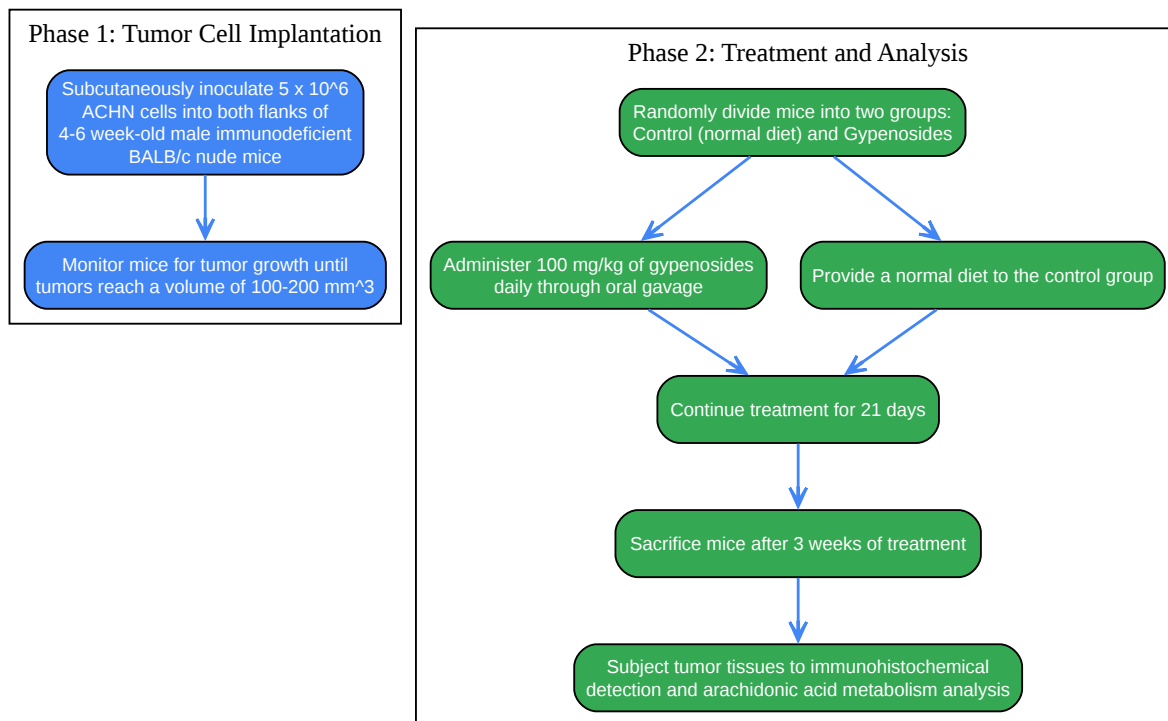 Phase 1: Tumor Cell Implantation
Subcutaneously inoculate 5 x 10^6
ACHN cells into both flanks of
4-6 week-old male immunodeficient
BALB/c nude mice
Monitor mice for tumor growth until
tumors reach a volume of 100-200 mm^3
Phase 2: Treatment and Analysis
Randomly divide mice into two groups:
Control (normal diet) and Gypenosides
Administer 100 mg/kg of gypenosides
daily through oral gavage
Provide a normal diet to the control group
Continue treatment for 21 days
Sacrifice mice after 3 weeks of treatment
Subject tumor tissues to immunohistochemical
detection and arachidonic acid metabolism analysis